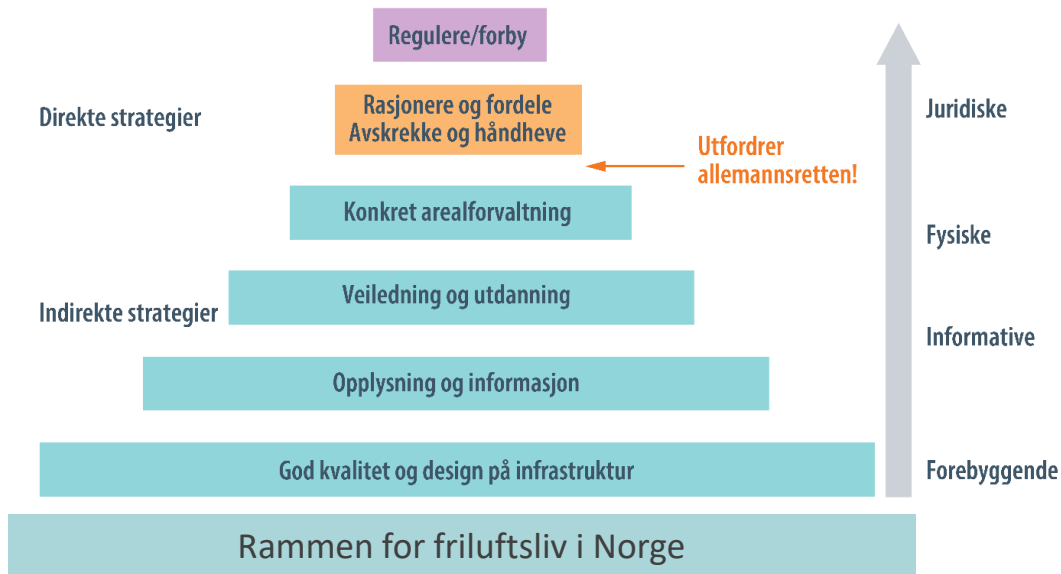 Regulere/forby
Direkte strategier
Rasjonere og fordele
Avskrekke og håndheve
Juridiske
Utfordrer
allemannsretten!
Konkret arealforvaltning
Fysiske
Veiledning og utdanning
Indirekte strategier
Informative
Opplysning og informasjon
God kvalitet og design på infrastruktur
Forebyggende
Rammen for friluftsliv i Norge